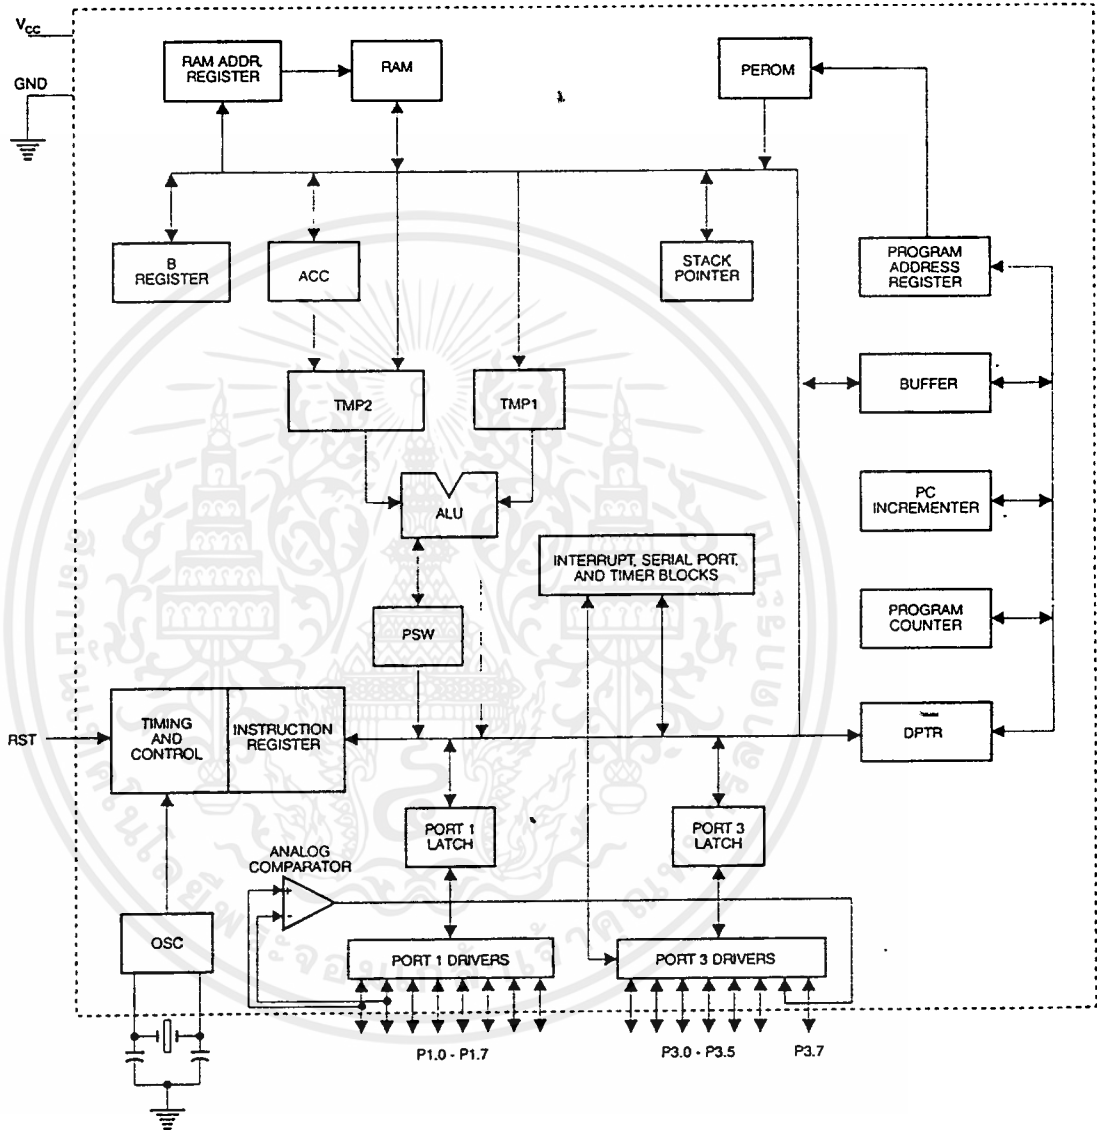 VCC
GND
RAM ADDR.
REGISTER
RAM
PEROM
B
REGISTER
ACC
STACK
POINTER
PROGRAM
ADDRESS
REGISTER
TMP2
TMP1
BUFFER
ALU
PC
INCREMENTER
INTERRUPT, SERIAL PORT,
AND TIMER BLOCKS
PSW
PROGRAM
COUNTER
RST
TIMING
AND
CONTROL
INSTRUCTION
REGISTER
DPTR
PORT 1
LATCH
PORT 3
LATCH
ANALOG
COMPARATOR
+
-
OSC
PORT 1 DRIVERS
PORT 3 DRIVERS
P1.0 - P1.7
P3.0 - P3.5
P3.7